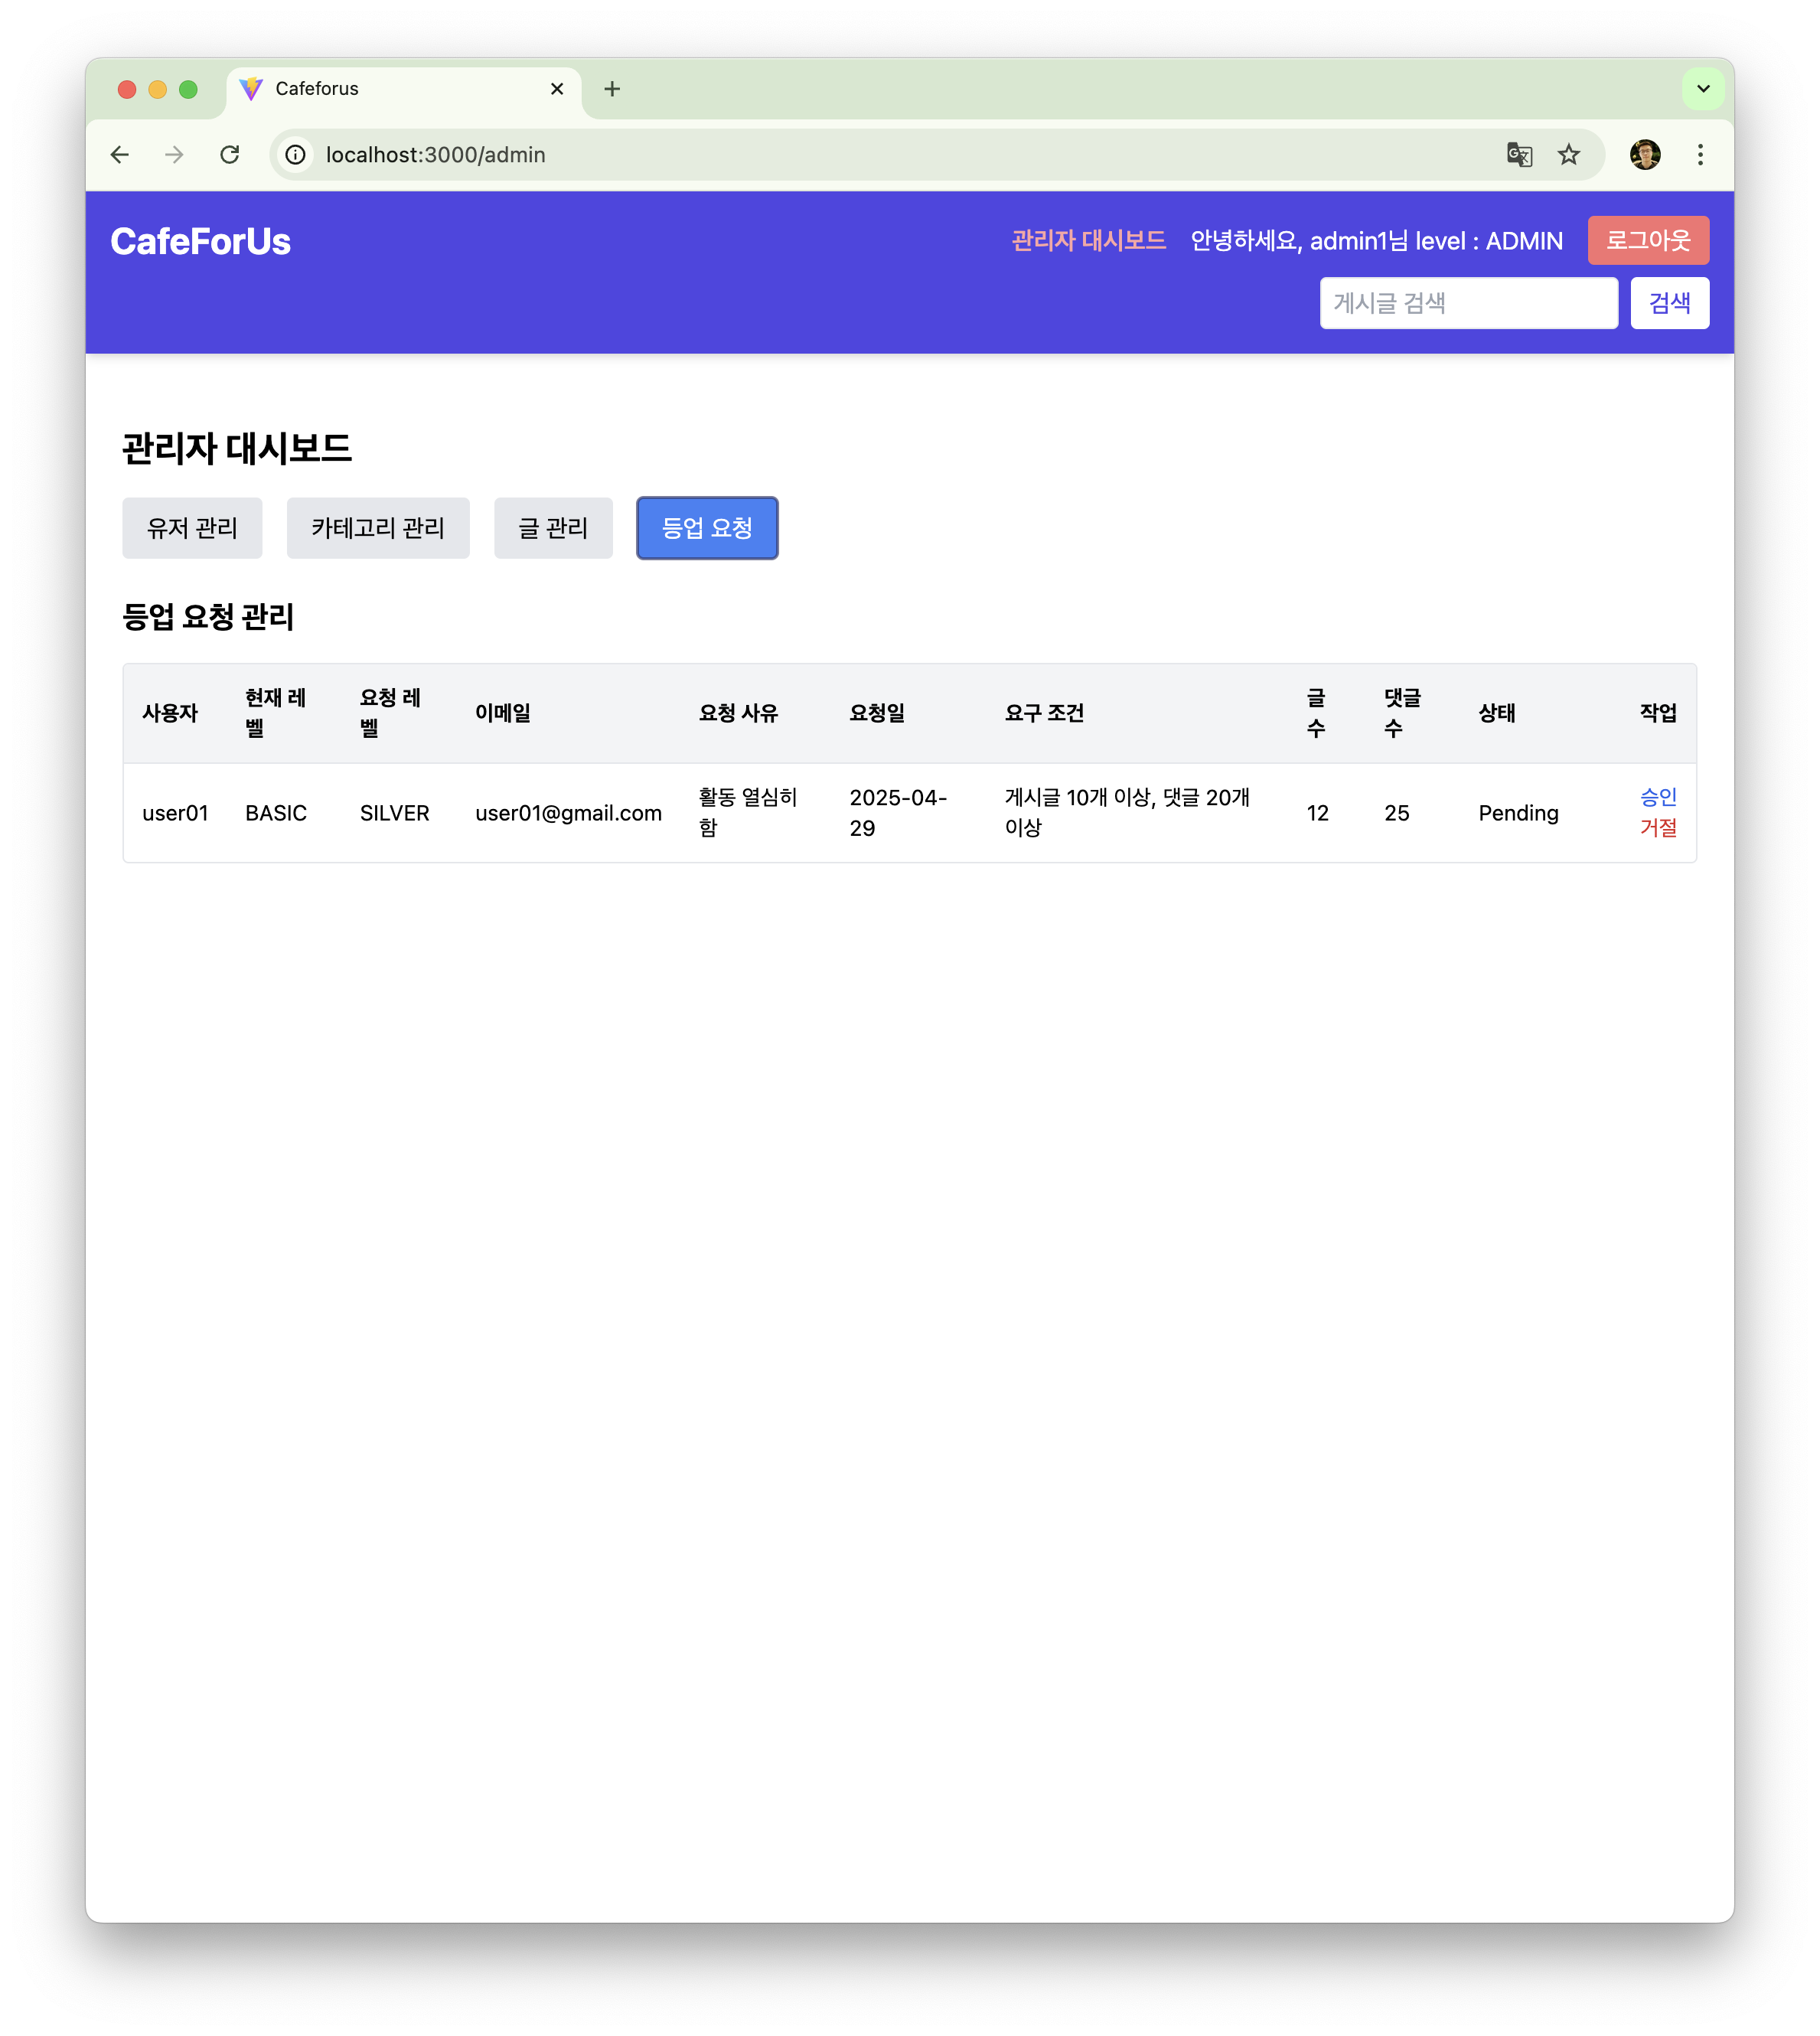 Cafeforus
localhost:3000/admin
CafeForUs
관리자 대시보드 안녕하세요, admin1님 level : ADMIN 로그아웃
게시글 검색 검색
관리자 대시보드
유저 관리 카테고리 관리 글 관리 등업 요청
등업 요청 관리
사용자 현재 레벨 요청 레벨 이메일 요청 사유 요청일 요구 조건 글 수 댓글 수 상태 작업
user01 BASIC SILVER user01@gmail.com 활동 열심히 함 2025-04-29 게시글 10개 이상, 댓글 20개 이상 12 25 Pending 승인 거절